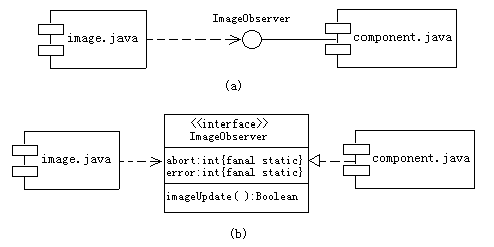 ImageObserver
image.java
component.java
(a)
<<interface>>
ImageObserver
image.java
abort:int{fanal static}
error:int{fanal static}
component.java
imageUpdate( ):Boolean
(b)